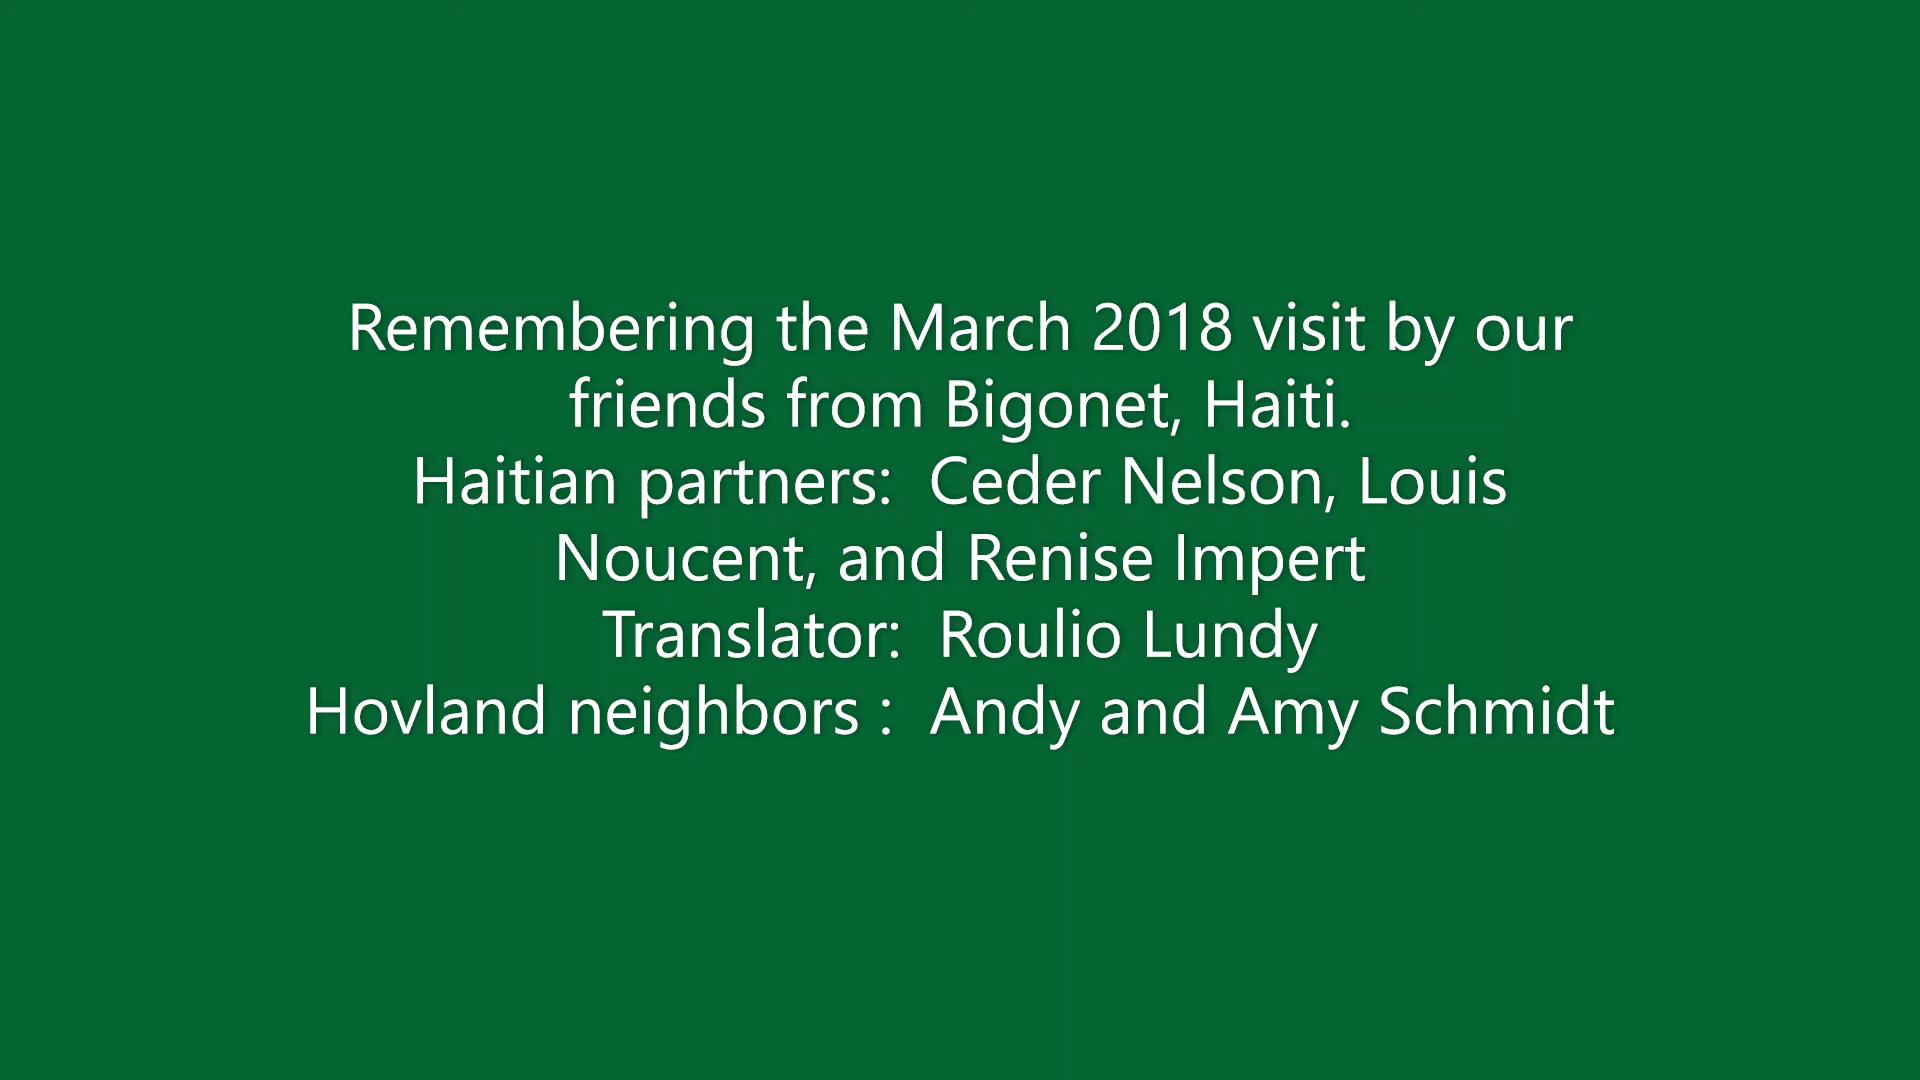 Remembering the March 2018 visit by our
friends from Bigonet, Haiti.
Haitian partners:  Ceder Nelson, Louis
Noucent, and Renise Impert
Translator:  Roulio Lundy
Hovland neighbors :  Andy and Amy Schmidt